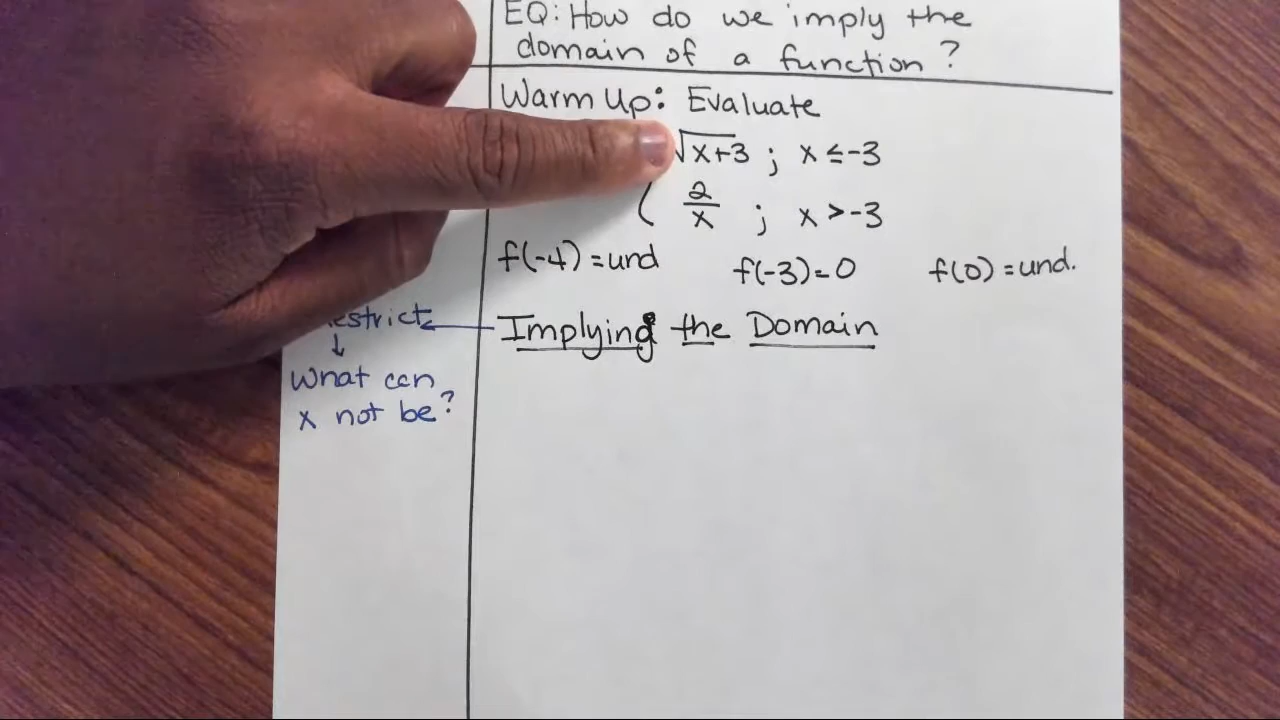 EQ: How do we imply the
domain of a function?
Warm Up: Evaluate
√x+3 ; x ≤ -3
2/x ; x > -3
f(-4) = und f(-3) = 0 f(0) = und.
Implying the Domain
What can
x not be?